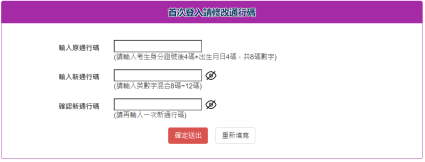 首次登入請修改通行碼
輸入原通行碼
(請輸入考生身分證號後4碼+出生月日4碼，共8碼數字)
輸入新通行碼
(請輸入英數字混合8碼~12碼)
確認新通行碼
(請再輸入一次新通行碼)
確定送出 重新填寫